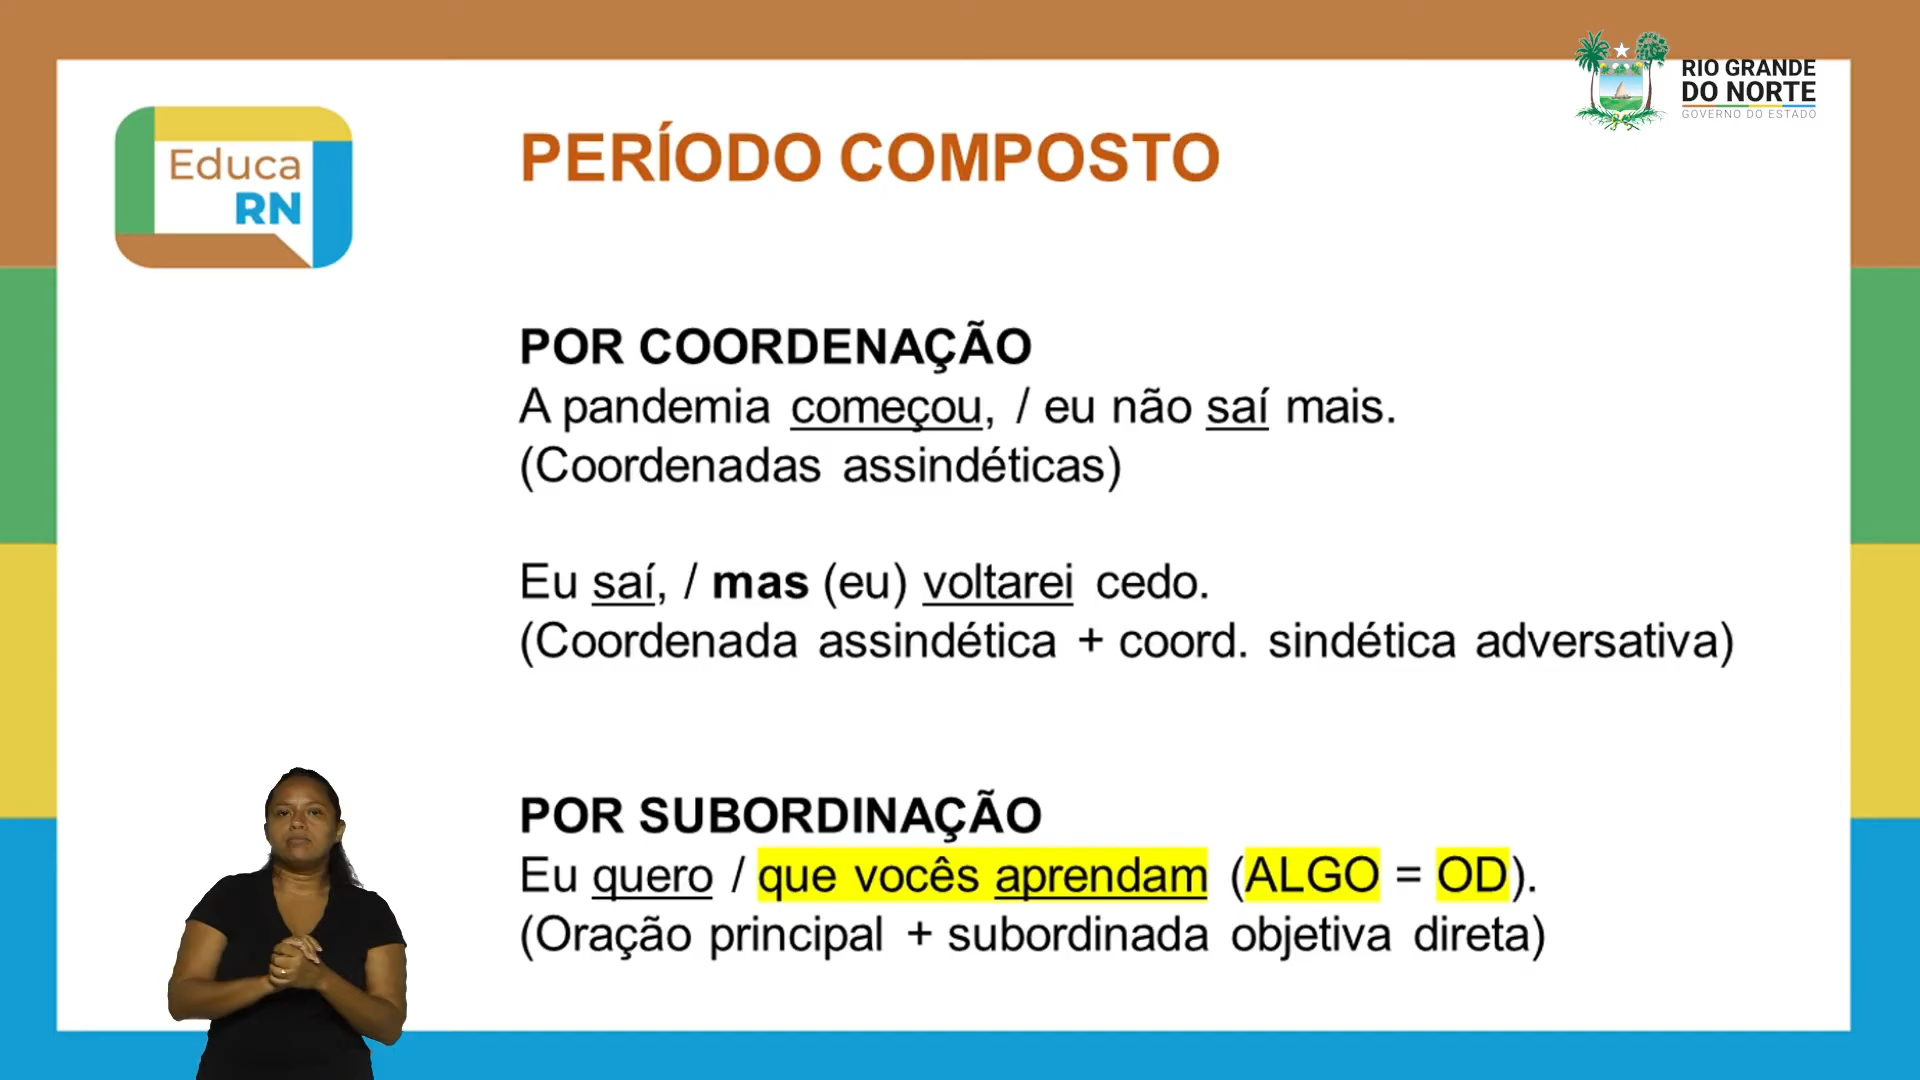 RIO GRANDE
DO NORTE
GOVERNO DO ESTADO
Educa
RN
PERÍODO COMPOSTO
POR COORDENAÇÃO
A pandemia começou, / eu não saí mais.
(Coordenadas assindéticas)
Eu saí, / mas (eu) voltarei cedo.
(Coordenada assindética + coord. sindética adversativa)
POR SUBORDINAÇÃO
Eu quero / que vocês aprendam (ALGO = OD).
(Oração principal + subordinada objetiva direta)